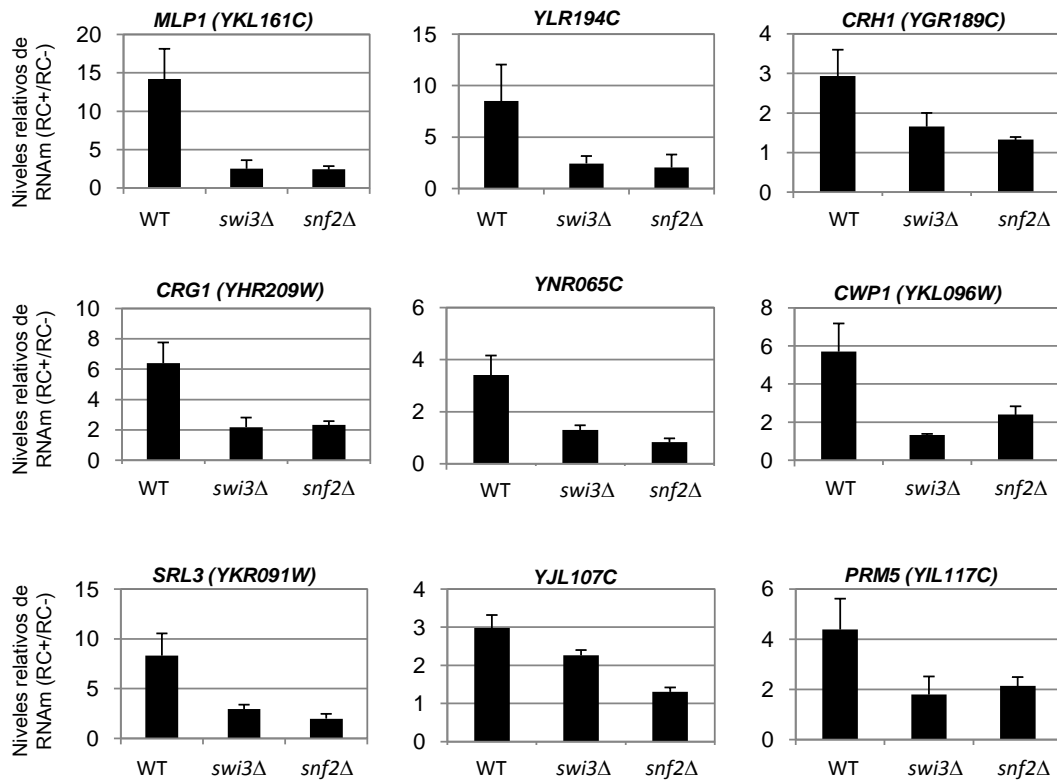 MLP1 (YKL161C)
YLR194C
CRH1 (YGR189C)
Niveles relativos de
RNAm (RC+/RC-)
16
14
12
10
5
0
15
10
5
0
4
3
2
1
0
WT swi3Δ snf2Δ
WT swi3Δ snf2Δ
WT swi3Δ snf2Δ
CRG1 (YHR209W)
YNR065C
CWP1 (YKL096W)
Niveles relativos de
RNAm (RC+/RC-)
10
8
6
4
2
0
6
4
2
0
8
6
4
2
0
WT swi3Δ snf2Δ
WT swi3Δ snf2Δ
WT swi3Δ snf2Δ
SRL3 (YKR091W)
YJL107C
PRM5 (YIL117C)
Niveles relativos de
RNAm (RC+/RC-)
15
10
5
0
4
3
2
1
0
6
4
2
0
WT swi3Δ snf2Δ
WT swi3Δ snf2Δ
WT swi3Δ snf2Δ